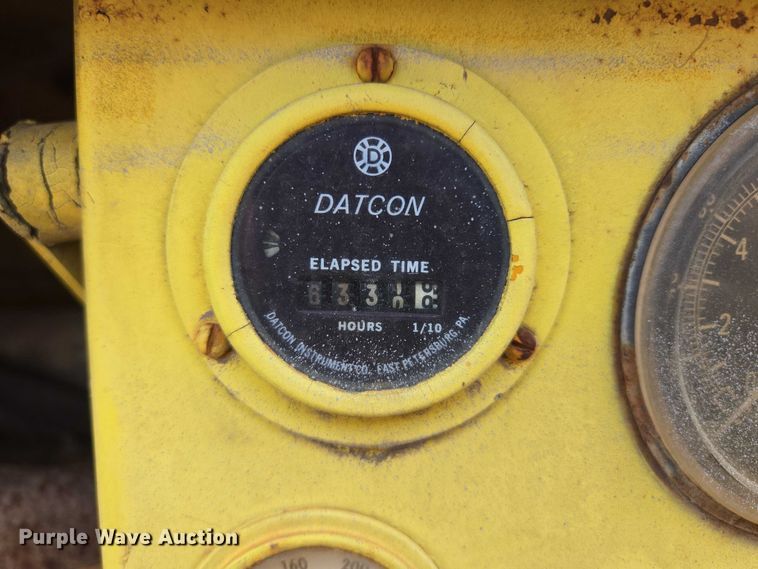 D
DATCON
ELAPSED TIME
HOURS 1/10
DATCON INSTRUMENT CO., EAST PETERSBURG, PA.
4
2
160 200
Purple Wave Auction